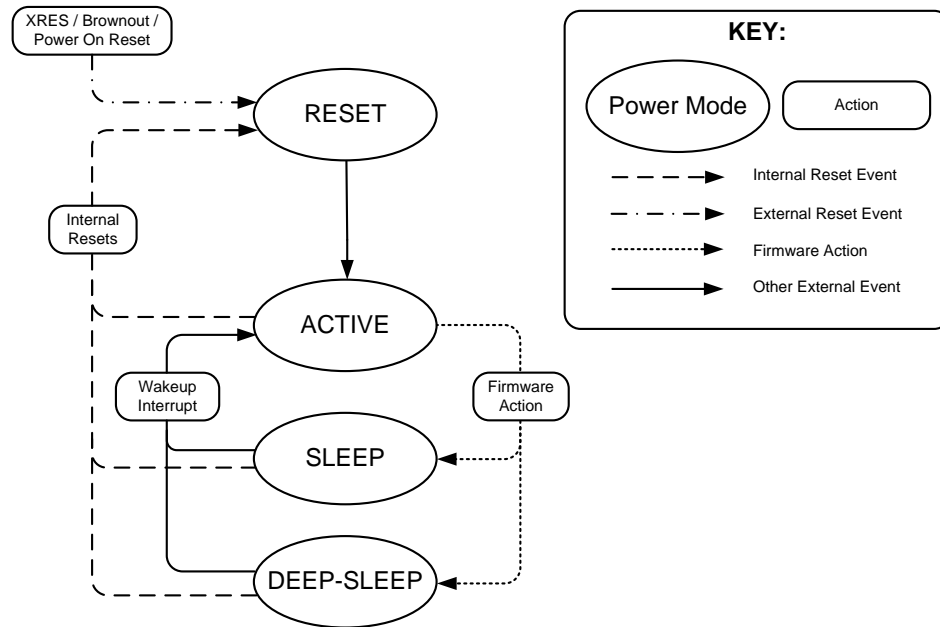 XRES / Brownout /
Power On Reset
RESET
Internal
Resets
ACTIVE
Wakeup
Interrupt
Firmware
Action
SLEEP
DEEP-SLEEP
KEY:
Power Mode
Action
Internal Reset Event
External Reset Event
Firmware Action
Other External Event